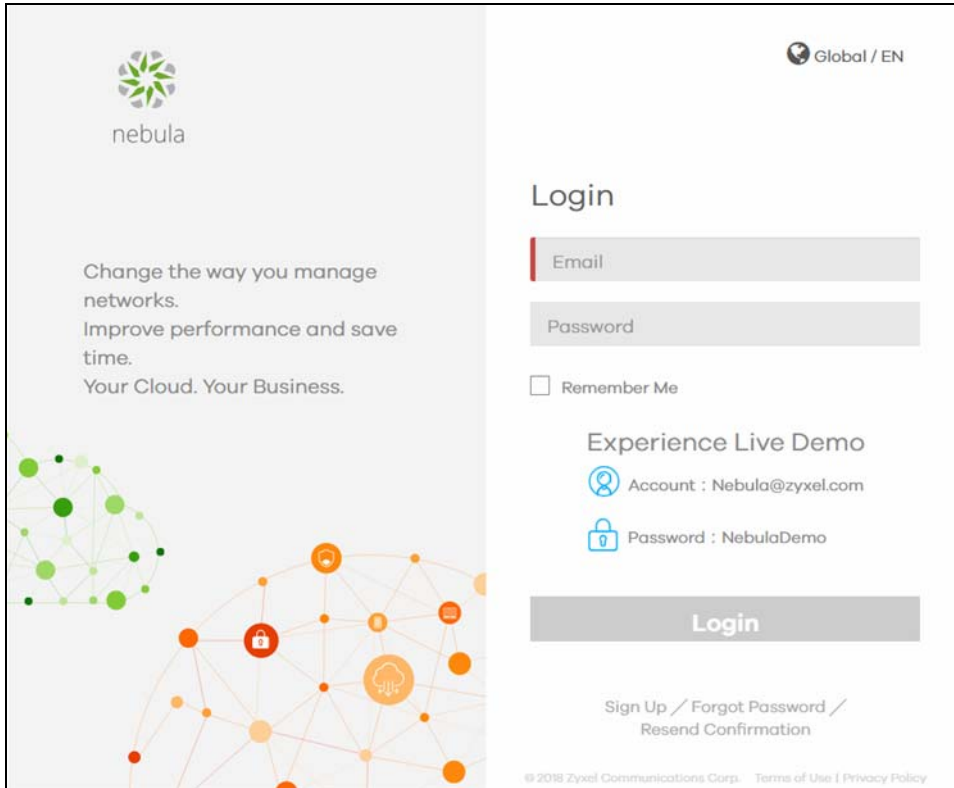 nebula
Change the way you manage
networks.
Improve performance and save
time.
Your Cloud. Your Business.
Global / EN
Login
Email
Password
Remember Me
Experience Live Demo
Account : Nebula@zyxel.com
Password : NebulaDemo
Login
Sign Up / Forgot Password /
Resend Confirmation
© 2018 Zyxel Communications Corp. Terms of Use | Privacy Policy